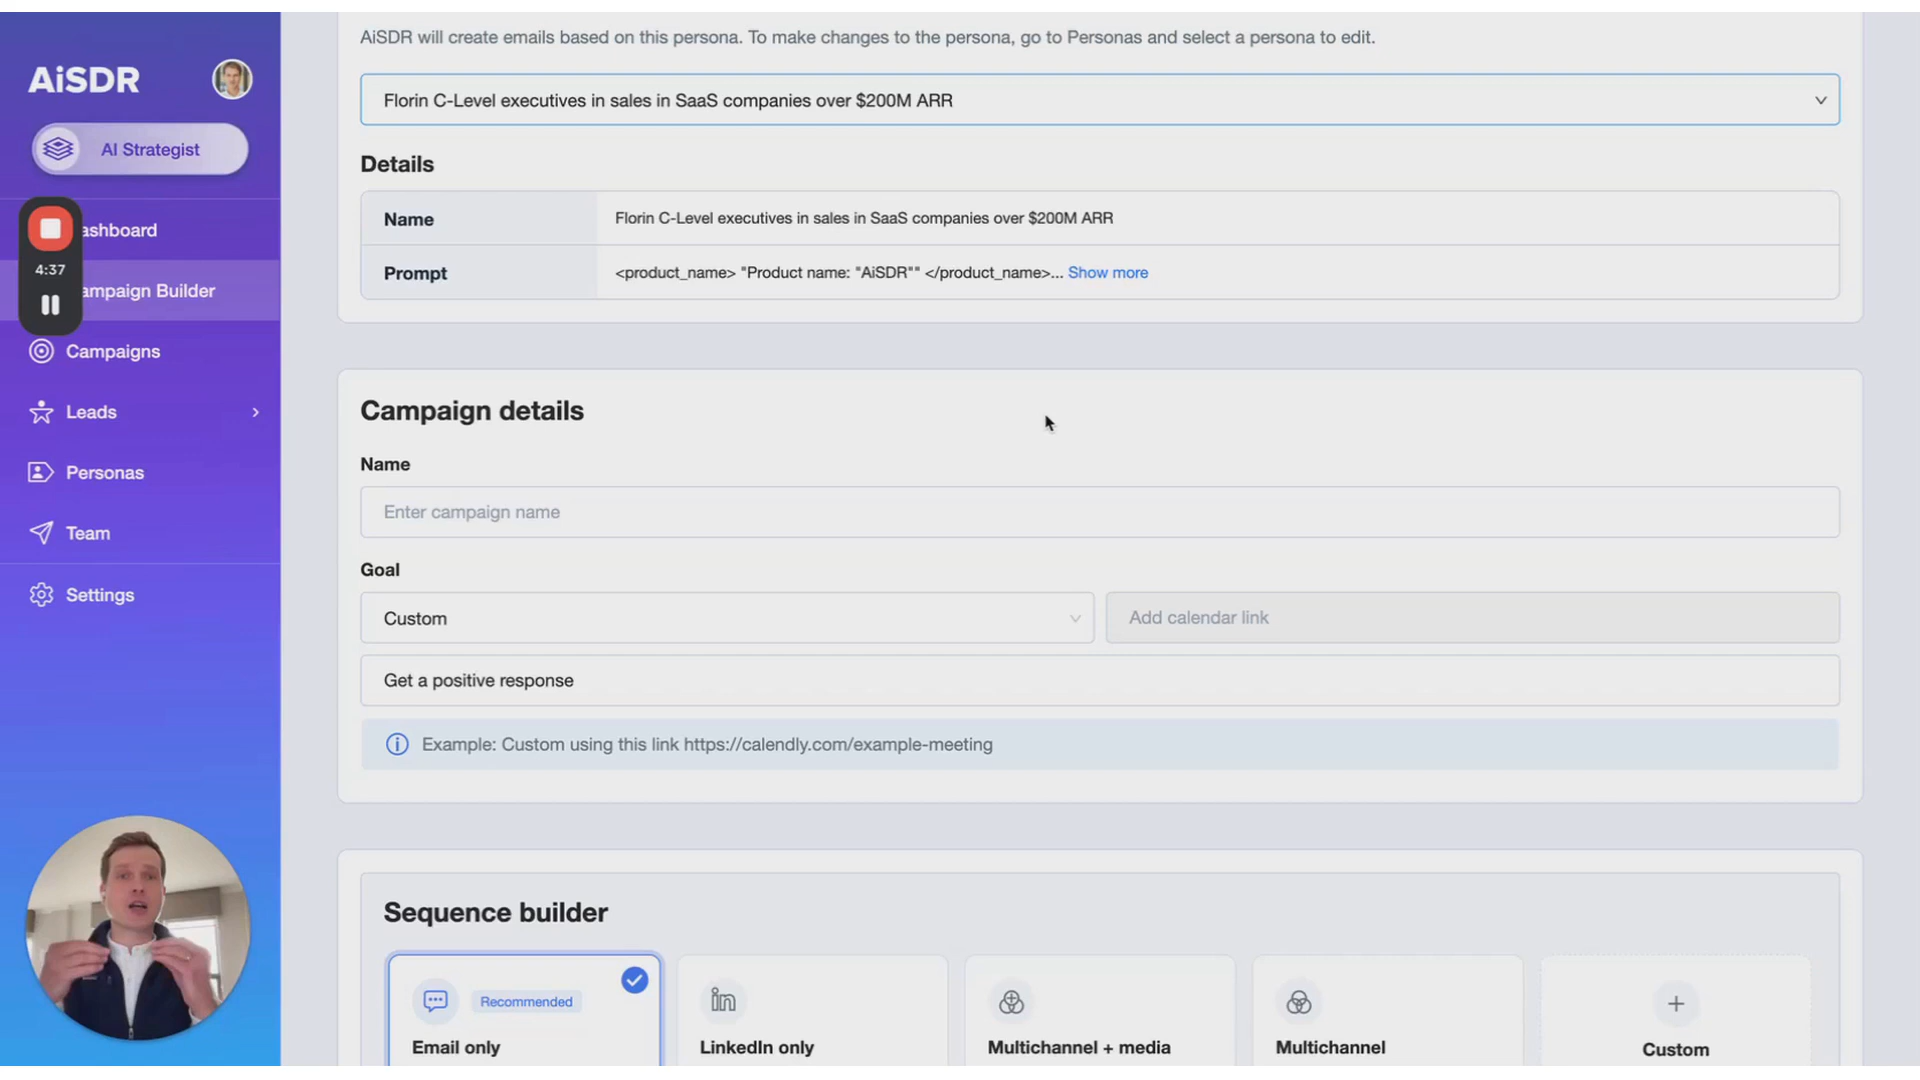 AiSDR
AI Strategist
ashboard
4:37
ampaign Builder
Campaigns
Leads
Personas
Team
Settings
AiSDR will create emails based on this persona. To make changes to the persona, go to Personas and select a persona to edit.
Florin C-Level executives in sales in SaaS companies over $200M ARR
Details
Name Florin C-Level executives in sales in SaaS companies over $200M ARR
Prompt <product_name> "Product name: "AiSDR"" </product_name>... Show more
Campaign details
Name
Enter campaign name
Goal
Custom Add calendar link
Get a positive response
Example: Custom using this link https://calendly.com/example-meeting
Sequence builder
Recommended
Email only
in
LinkedIn only
Multichannel + media
Multichannel
Custom